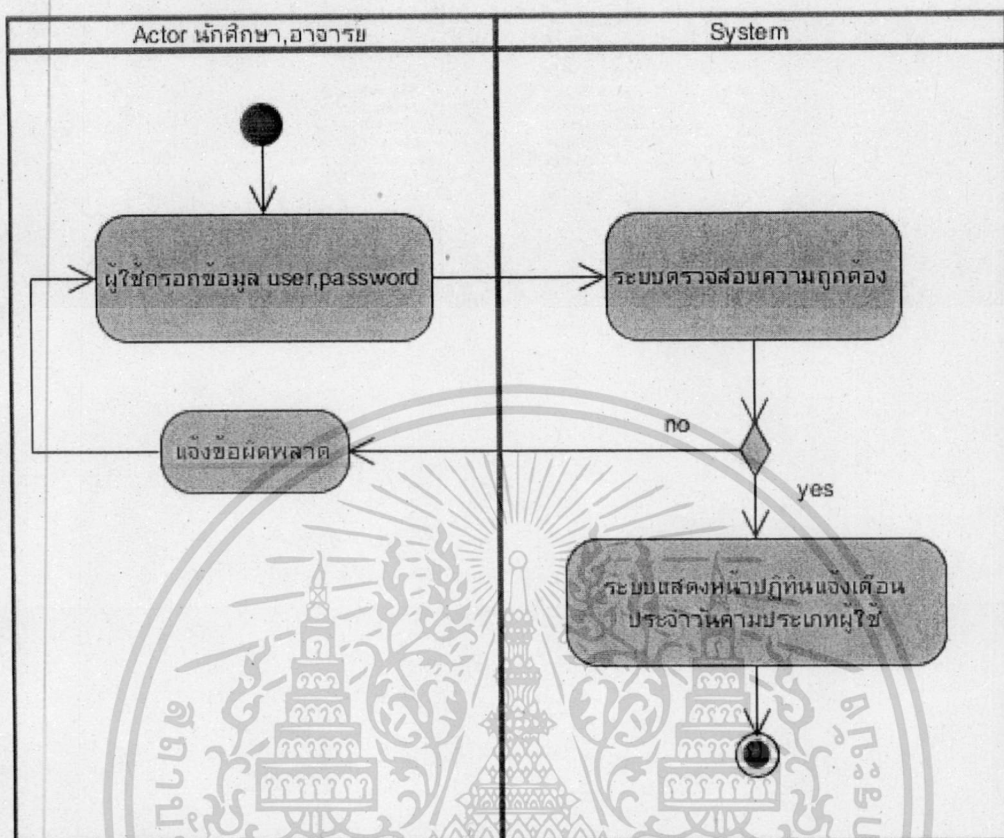 Actor นักศึกษา,อาจารย
System
ผู้ใช้กรอกข้อมูล user,password
ระบบตรวจสอบความถูกต้อง
no
แจ้งข้อผิดพลาด
yes
ระบบแสดงหน้าปฏิทินแจ้งเตือน
ประจำวันตามประเภทผู้ใช้